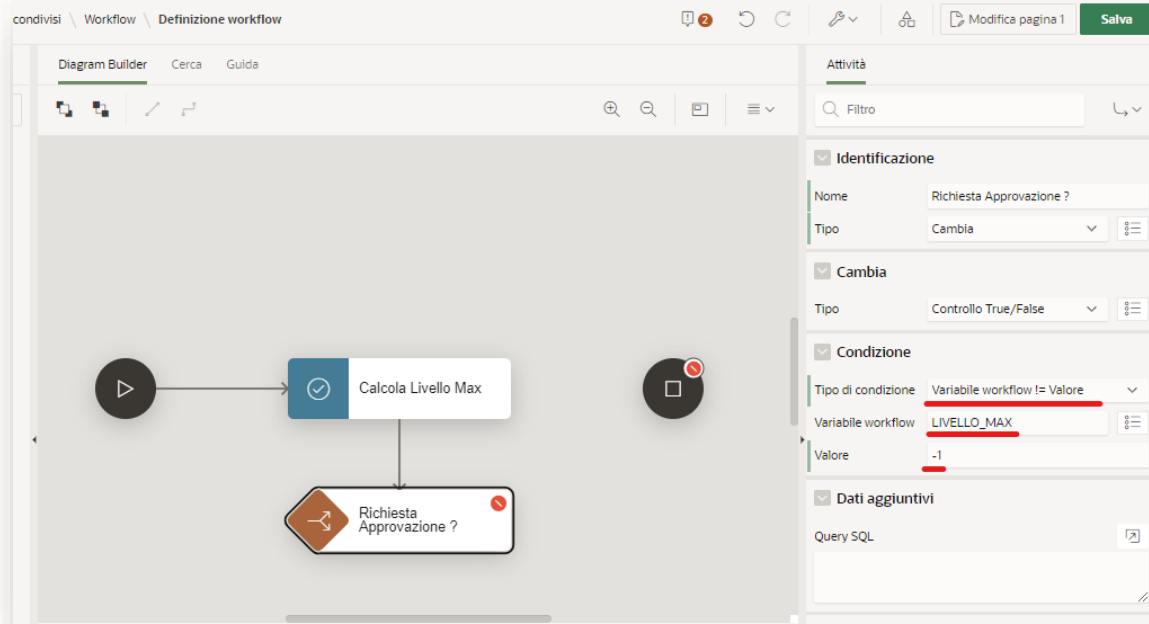 condivisi \ Workflow \ Definizione workflow
2
Modifica pagina 1
Salva
Diagram Builder Cerca Guida
Attività
Filtro
Identificazione
Nome Richiesta Approvazione ?
Tipo Cambia
Cambia
Tipo Controllo True/False
Condizione
Tipo di condizione Variabile workflow != Valore
Variabile workflow LIVELLO_MAX
Valore -1
Dati aggiuntivi
Query SQL
Calcola Livello Max
Richiesta
Approvazione ?